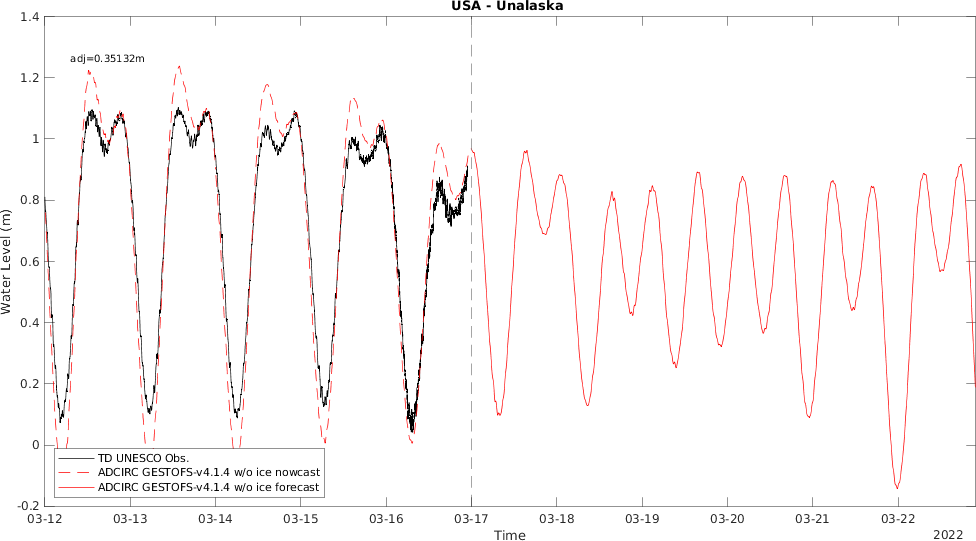 USA - Unalaska
adj=0.35132m
Water Level (m)
1.4
1.2
1
0.8
0.6
0.4
0.2
0
-0.2
TD UNESCO Obs.
ADCIRC GESTOFS-v4.1.4 w/o ice nowcast
ADCIRC GESTOFS-v4.1.4 w/o ice forecast
03-12 03-13 03-14 03-15 03-16 03-17 03-18 03-19 03-20 03-21 03-22
Time
2022